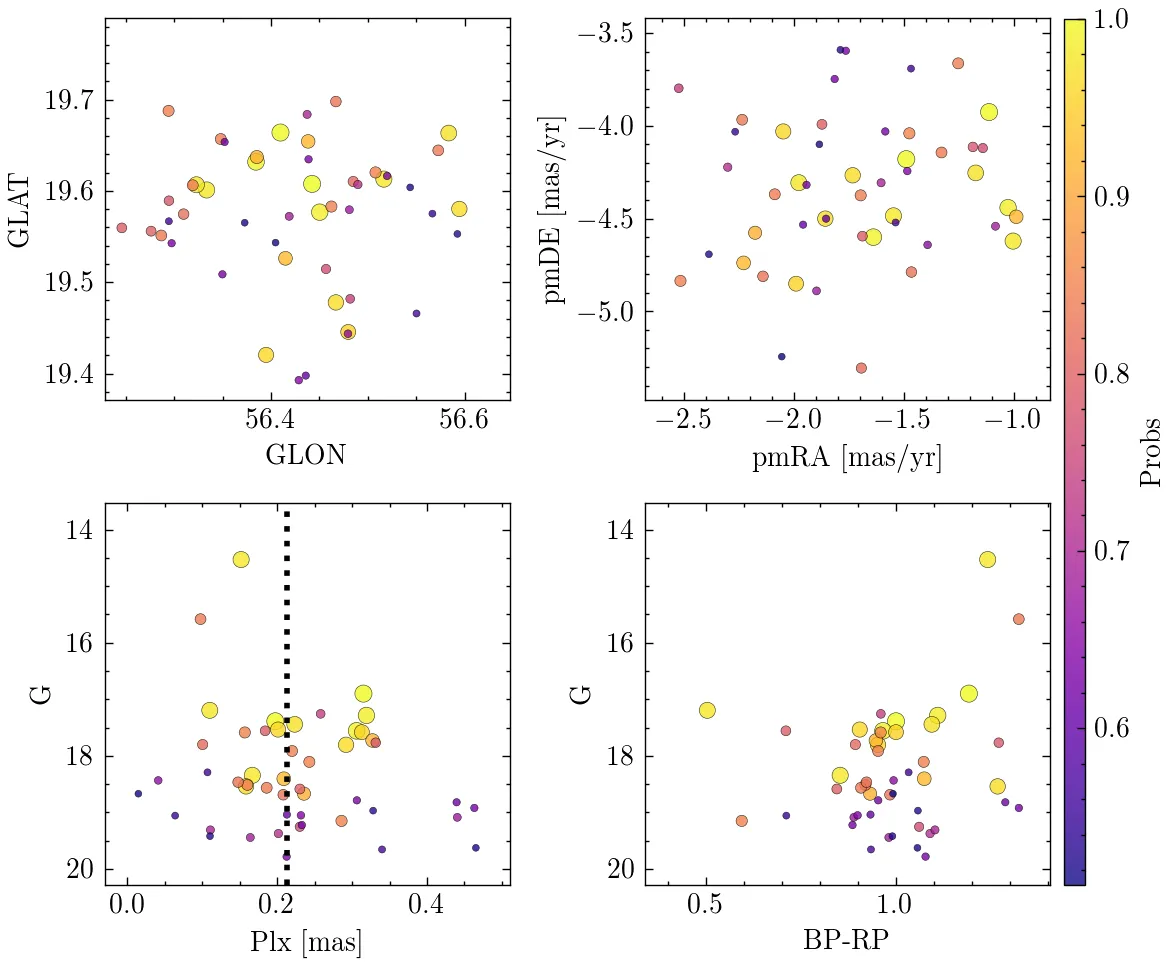 19.7
19.6
19.5
19.4
GLAT
56.4 56.6
GLON
−3.5
−4.0
−4.5
−5.0
pmDE [mas/yr]
−2.5 −2.0 −1.5 −1.0
pmRA [mas/yr]
1.0
0.9
0.8
0.7
0.6
Probs
14
16
18
20
G
0.0 0.2 0.4
Plx [mas]
14
16
18
20
G
0.5 1.0
BP-RP